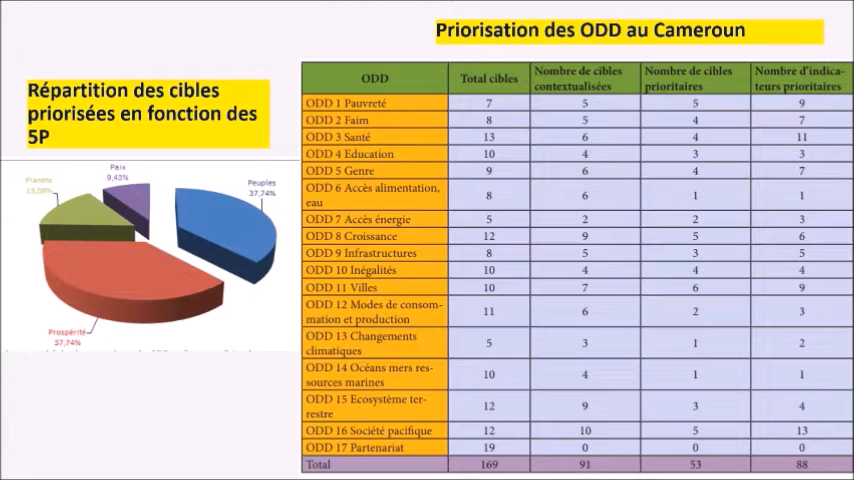 Priorisation des ODD au Cameroun
Répartition des cibles
priorisées en fonction des
5P
Paix
9,43%
Planète
15,09%
Peuples
37,74%
Prospérité
37,74%
ODD Total cibles Nombre de cibles contextualisées Nombre de cibles prioritaires Nombre d'indica-teurs prioritaires
ODD 1 Pauvreté 7 5 5 9
ODD 2 Faim 8 5 4 7
ODD 3 Santé 13 6 4 11
ODD 4 Education 10 4 3 3
ODD 5 Genre 9 6 4 7
ODD 6 Accès alimentation,
eau 8 6 1 1
ODD 7 Accès énergie 5 2 2 3
ODD 8 Croissance 12 9 5 6
ODD 9 Infrastructures 8 5 3 5
ODD 10 Inégalités 10 4 4 4
ODD 11 Villes 10 7 6 9
ODD 12 Modes de consom-
mation et production 11 6 2 3
ODD 13 Changements
climatiques 5 3 1 2
ODD 14 Océans mers res-
sources marines 10 4 1 1
ODD 15 Ecosystème ter-
restre 12 9 3 4
ODD 16 Société pacifique 12 10 5 13
ODD 17 Partenariat 19 0 0 0
Total 169 91 53 88